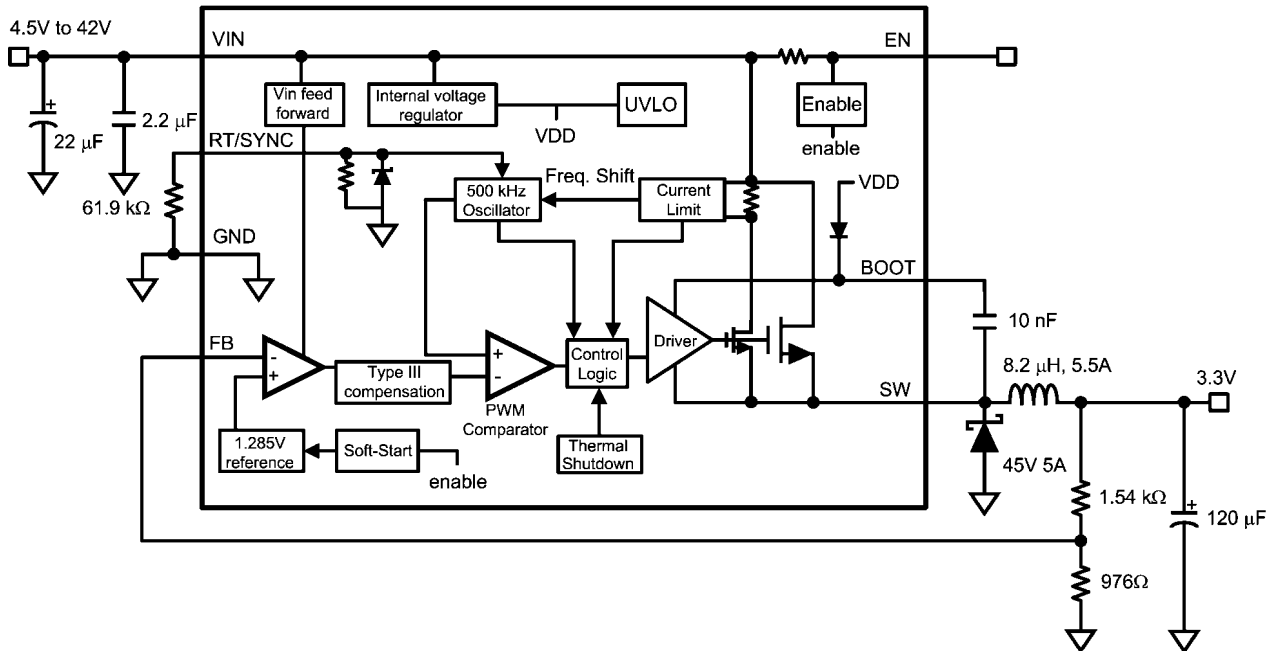 4.5V to 42V
VIN
EN
Vin feed
forward
Internal voltage
regulator
UVLO
Enable
+
22 μF
2.2 μF
VDD
enable
RT/SYNC
61.9 kΩ
500 kHz
Oscillator
Freq. Shift
Current
Limit
VDD
GND
BOOT
10 nF
FB
-
+
Type III
compensation
+
-
PWM
Comparator
Control
Logic
Driver
SW
8.2 μH, 5.5A
3.3V
1.285V
reference
Soft-Start
enable
Thermal
Shutdown
45V 5A
1.54 kΩ
+
120 μF
976Ω